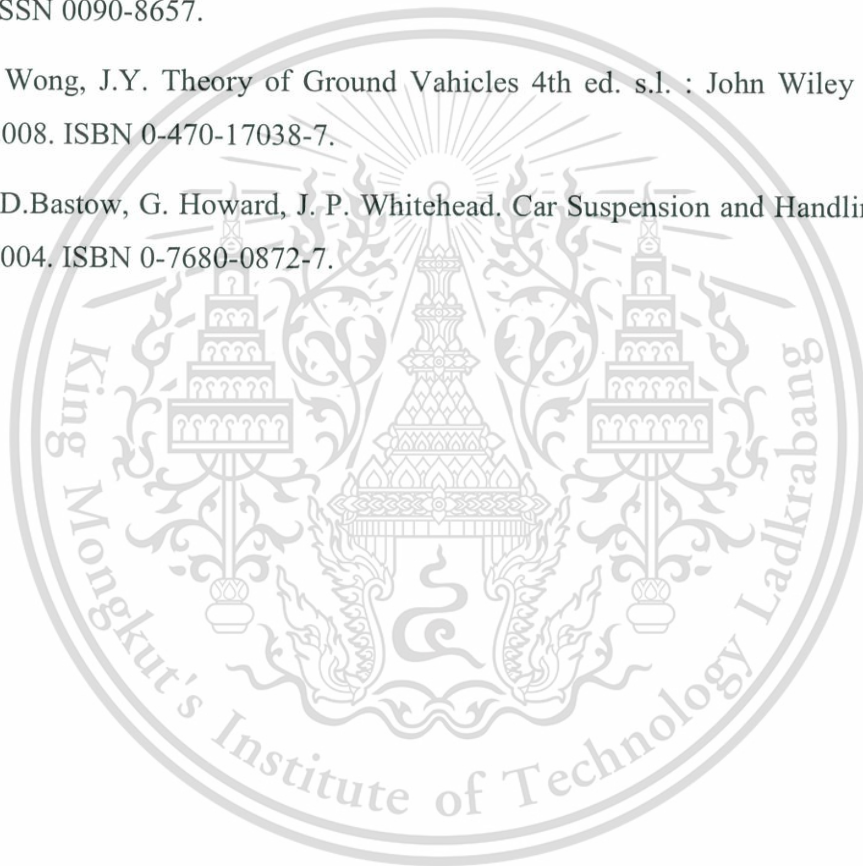 SSN 0090-8657.
Wong, J.Y. Theory of Ground Vahicles 4th ed. s.l. : John Wiley
008. ISBN 0-470-17038-7.
D.Bastow, G. Howard, J. P. Whitehead. Car Suspension and Handlin
004. ISBN 0-7680-0872-7.
King Mongkut's Institute of Technology Ladkrabang